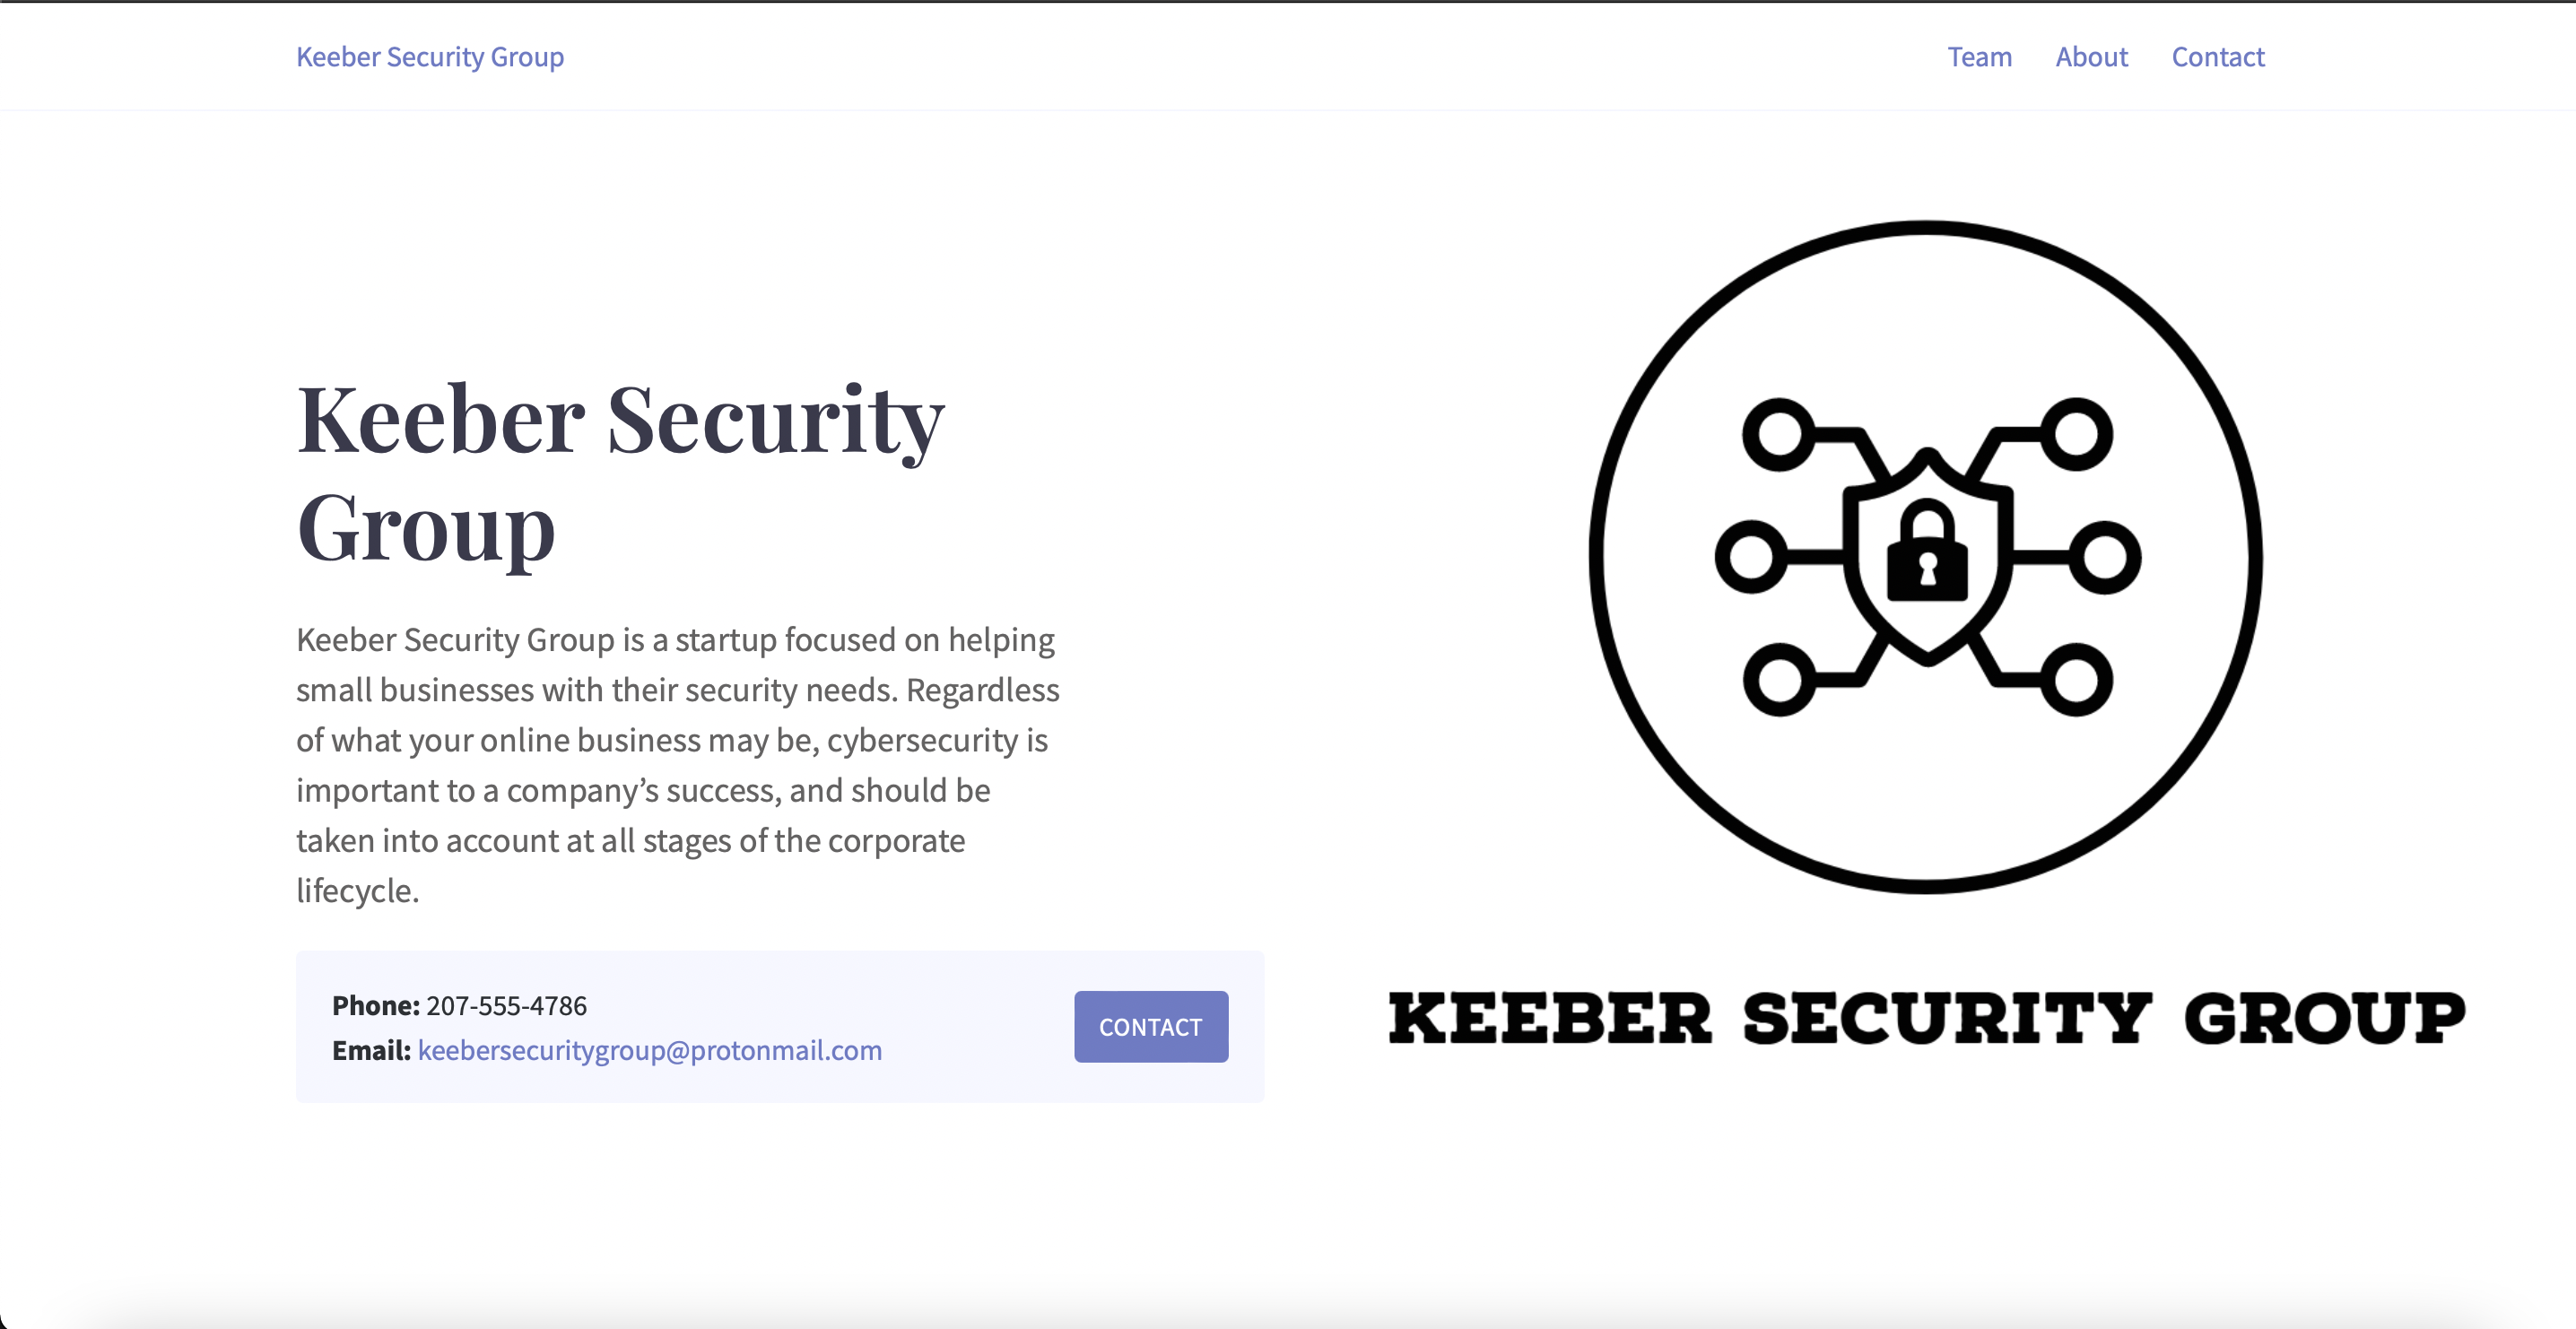 Keeber Security Group
Team About Contact
Keeber Security
Group
Keeber Security Group is a startup focused on helping
small businesses with their security needs. Regardless
of what your online business may be, cybersecurity is
important to a company’s success, and should be
taken into account at all stages of the corporate
lifecycle.
Phone: 207-555-4786
Email: keebersecuritygroup@protonmail.com
CONTACT
KEEBER SECURITY GROUP